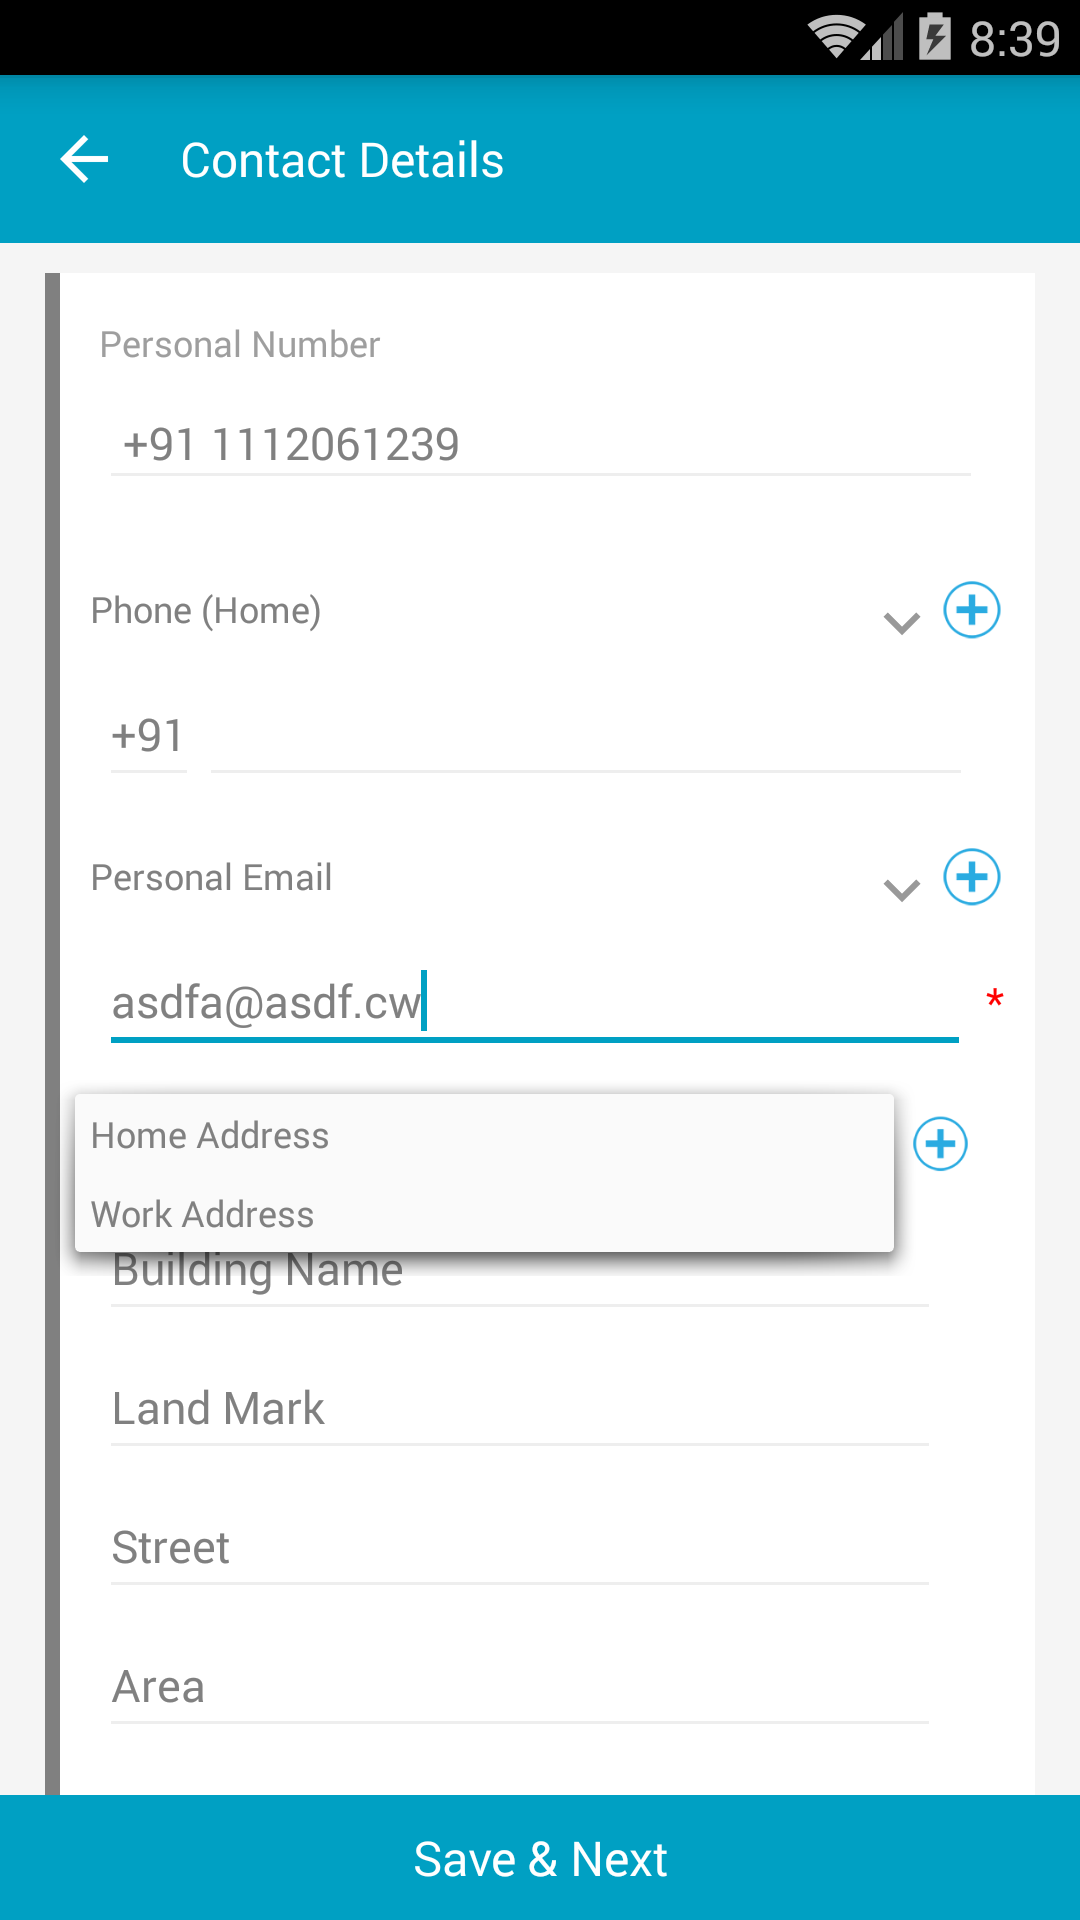 8:39
Contact Details
Personal Number
+91 1112061239
Phone (Home)
+91
Personal Email
asdfa@asdf.cw
*
Home Address
Work Address
Building Name
Land Mark
Street
Area
Save & Next